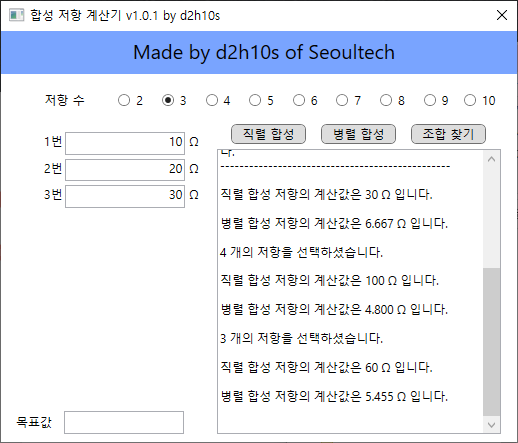 합성 저항 계산기 v1.0.1 by d2h10s
Made by d2h10s of Seoultech
저항 수 2 3 4 5 6 7 8 9 10
직렬 합성 병렬 합성 조합 찾기
1번 10 Ω
2번 20 Ω
3번 30 Ω
다.
------------------------------------------------
직렬 합성 저항의 계산값은 30 Ω 입니다.
병렬 합성 저항의 계산값은 6.667 Ω 입니다.
4 개의 저항을 선택하셨습니다.
직렬 합성 저항의 계산값은 100 Ω 입니다.
병렬 합성 저항의 계산값은 4.800 Ω 입니다.
3 개의 저항을 선택하셨습니다.
직렬 합성 저항의 계산값은 60 Ω 입니다.
병렬 합성 저항의 계산값은 5.455 Ω 입니다.
목표값